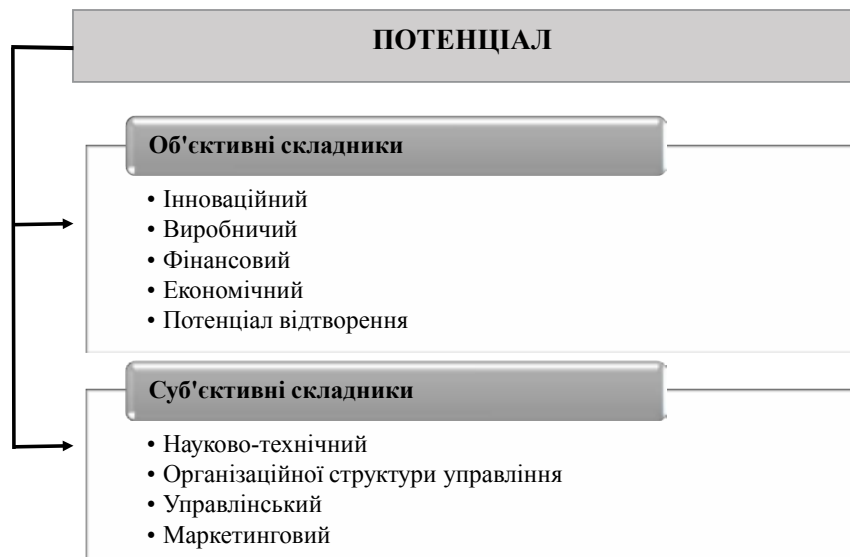 ПОТЕНЦІАЛ
Об'єктивні складники
• Інноваційний
• Виробничий
• Фінансовий
• Економічний
• Потенціал відтворення
Суб'єктивні складники
• Науково-технічний
• Організаційної структури управління
• Управлінський
• Маркетинговий